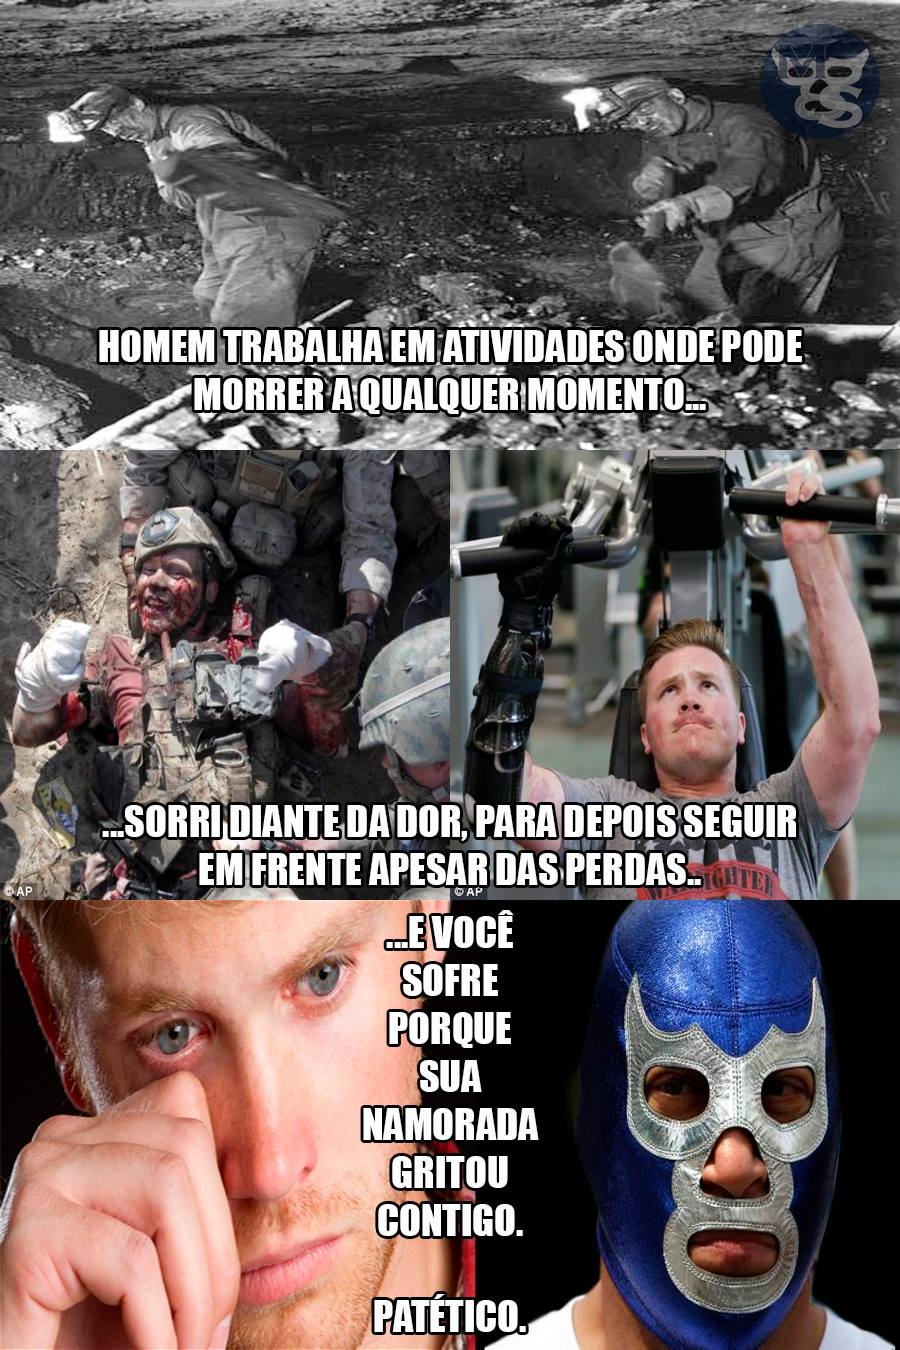 M
S
HOMEM TRABALHA EM ATIVIDADES ONDE PODE
MORRER A QUALQUER MOMENTO...
...SORRI DIANTE DA DOR, PARA DEPOIS SEGUIR
EM FRENTE APESAR DAS PERDAS..
© AP
© AP
...E VOCÊ
SOFRE
PORQUE
SUA
NAMORADA
GRITOU
CONTIGO.
PATÉTICO.